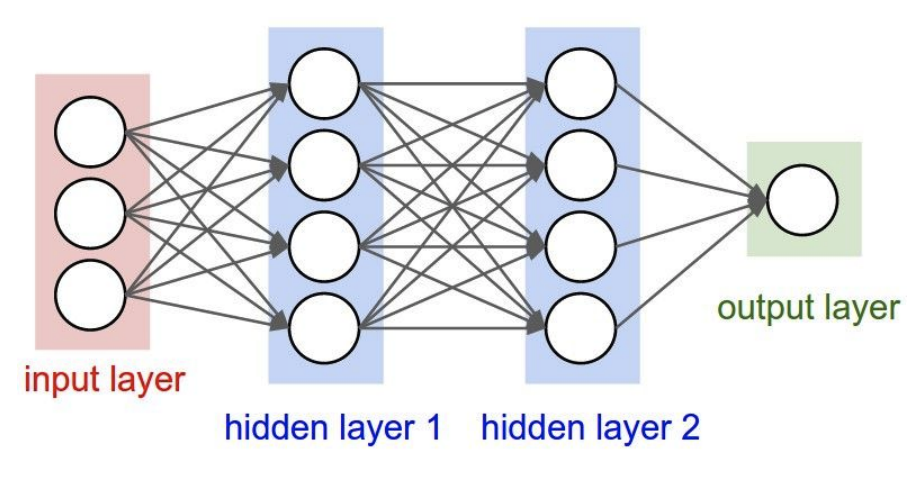 input layer
hidden layer 1
hidden layer 2
output layer